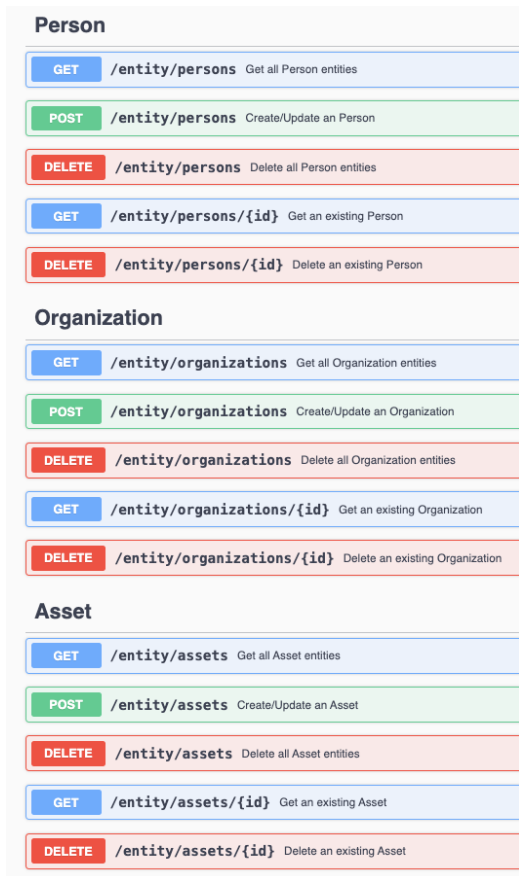 Person
GET /entity/persons Get all Person entities
POST /entity/persons Create/Update an Person
DELETE /entity/persons Delete all Person entities
GET /entity/persons/{id} Get an existing Person
DELETE /entity/persons/{id} Delete an existing Person
Organization
GET /entity/organizations Get all Organization entities
POST /entity/organizations Create/Update an Organization
DELETE /entity/organizations Delete all Organization entities
GET /entity/organizations/{id} Get an existing Organization
DELETE /entity/organizations/{id} Delete an existing Organization
Asset
GET /entity/assets Get all Asset entities
POST /entity/assets Create/Update an Asset
DELETE /entity/assets Delete all Asset entities
GET /entity/assets/{id} Get an existing Asset
DELETE /entity/assets/{id} Delete an existing Asset